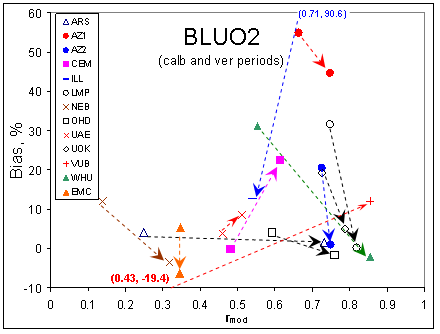 (0.71, 90.6)
BLUO2
(calb and ver periods)
ARS
AZ1
AZ2
CEM
ILL
LMP
NEB
OHD
UAE
UOK
VUB
WHU
EMC
Bias, %
60
50
40
30
20
10
0
-10
(0.43, -19.4)
0 0.1 0.2 0.3 0.4 0.5 0.6 0.7 0.8 0.9 1
rmod